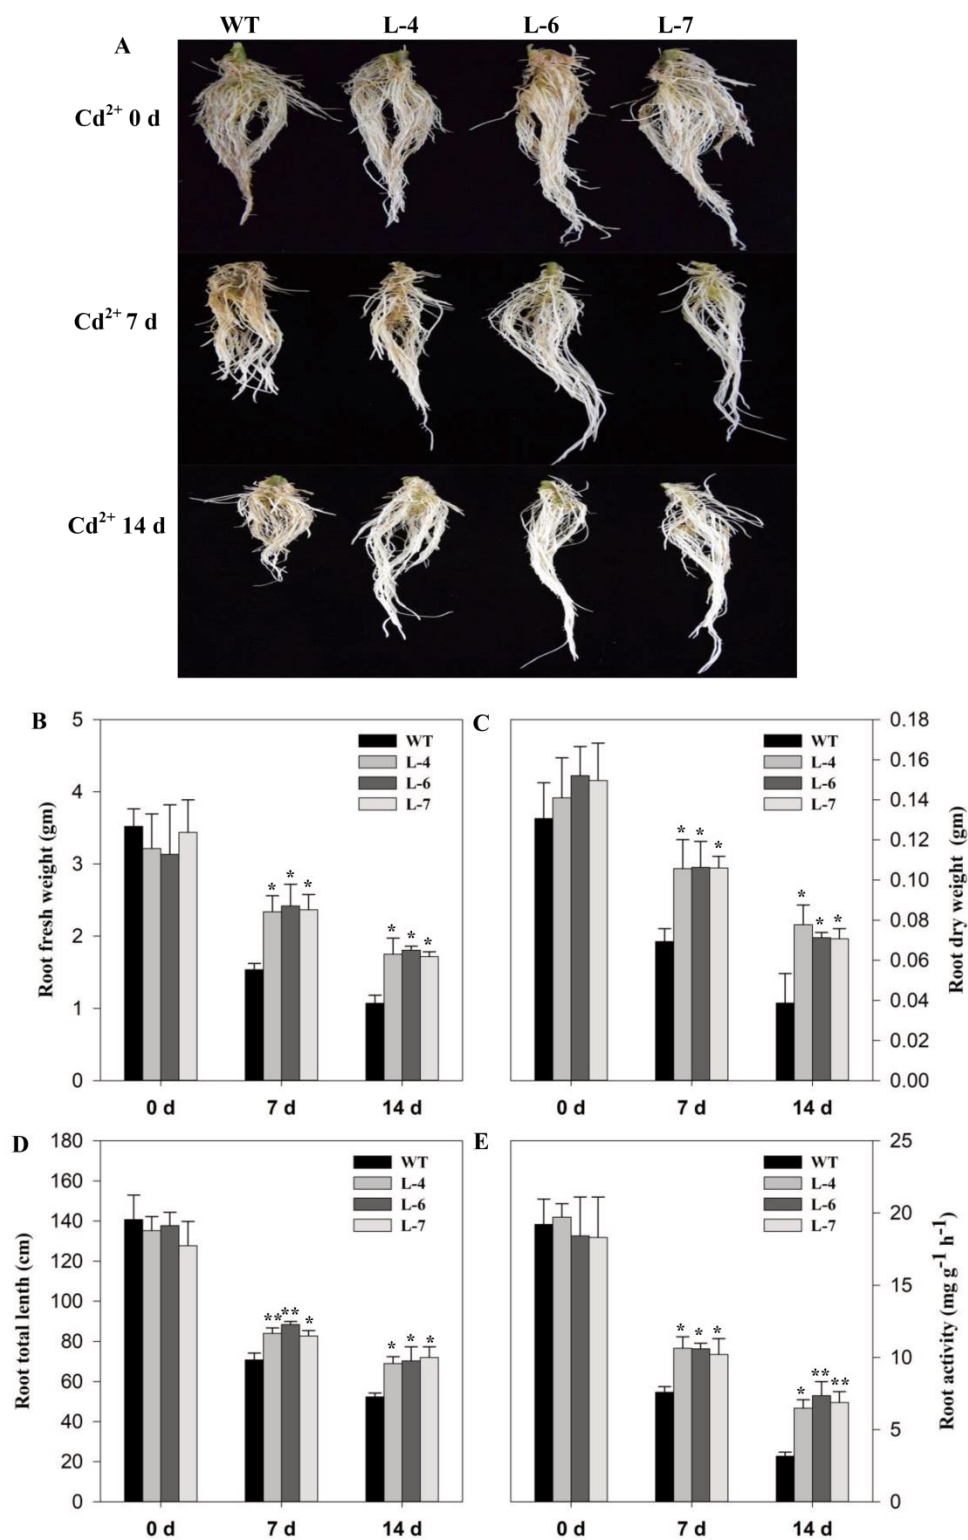 WT L-4 L-6 L-7
A
Cd²⁺ 0 d
Cd²⁺ 7 d
Cd²⁺ 14 d
B
Root fresh weight (gm)
5
4
3
2
1
0
WT
L-4
L-6
L-7
* * *
* * *
0 d 7 d 14 d
C
WT
L-4
L-6
L-7
* * *
* * *
0.18
0.16
0.14
0.12
0.10
0.08
0.06
0.04
0.02
0.00
Root dry weight (gm)
0 d 7 d 14 d
D
Root total lenth (cm)
180
160
140
120
100
80
60
40
20
0
WT
L-4
L-6
L-7
** ** *
* * *
0 d 7 d 14 d
E
WT
L-4
L-6
L-7
* * *
* ** **
25
20
15
10
5
0
Root activity (mg g⁻¹ h⁻¹)
0 d 7 d 14 d